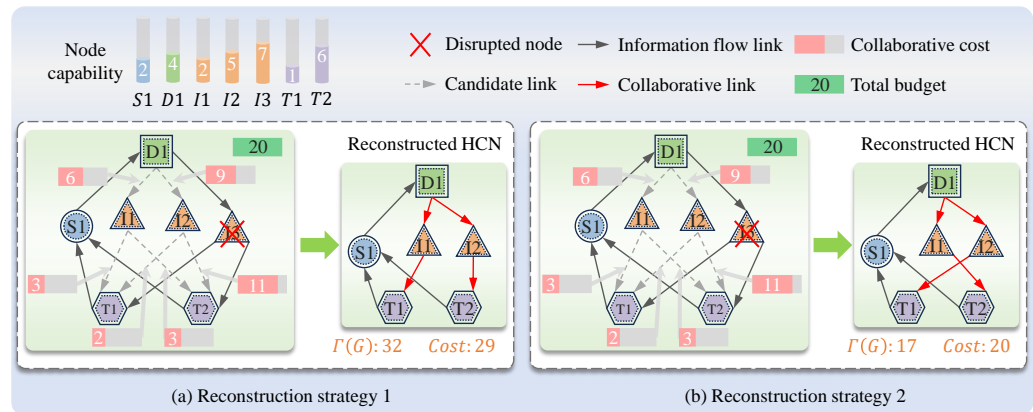 Node capability
2 4 2 5 7 1 6
S1 D1 I1 I2 I3 T1 T2
Disrupted node
Information flow link
Collaborative cost
Candidate link
Collaborative link
20 Total budget
D1
20
6
9
S1
I1
I2
3
11
T1
T2
2
3
Reconstructed HCN
D1
I1
I2
S1
T1
T2
Γ(G): 32 Cost: 29
(a) Reconstruction strategy 1
D1
20
6
9
S1
I1
I2
3
11
T1
T2
2
3
Reconstructed HCN
D1
I1
I2
S1
T1
T2
Γ(G): 17 Cost: 20
(b) Reconstruction strategy 2